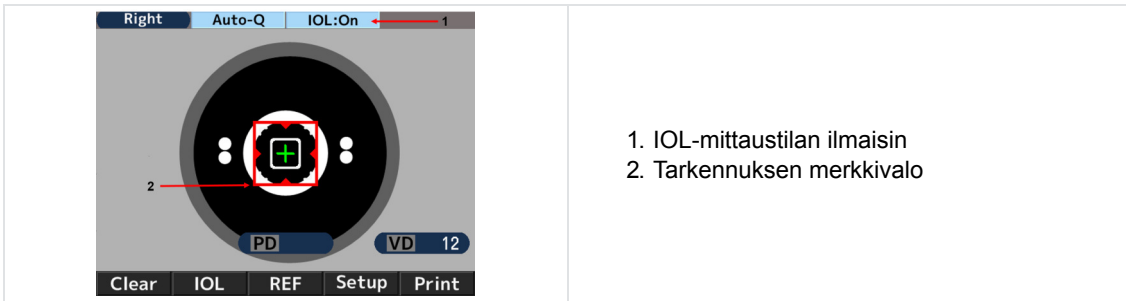 Right Auto-Q IOL:On 1
2
PD VD 12
Clear IOL REF Setup Print
1. IOL-mittaustilan ilmaisin
2. Tarkennuksen merkkivalo